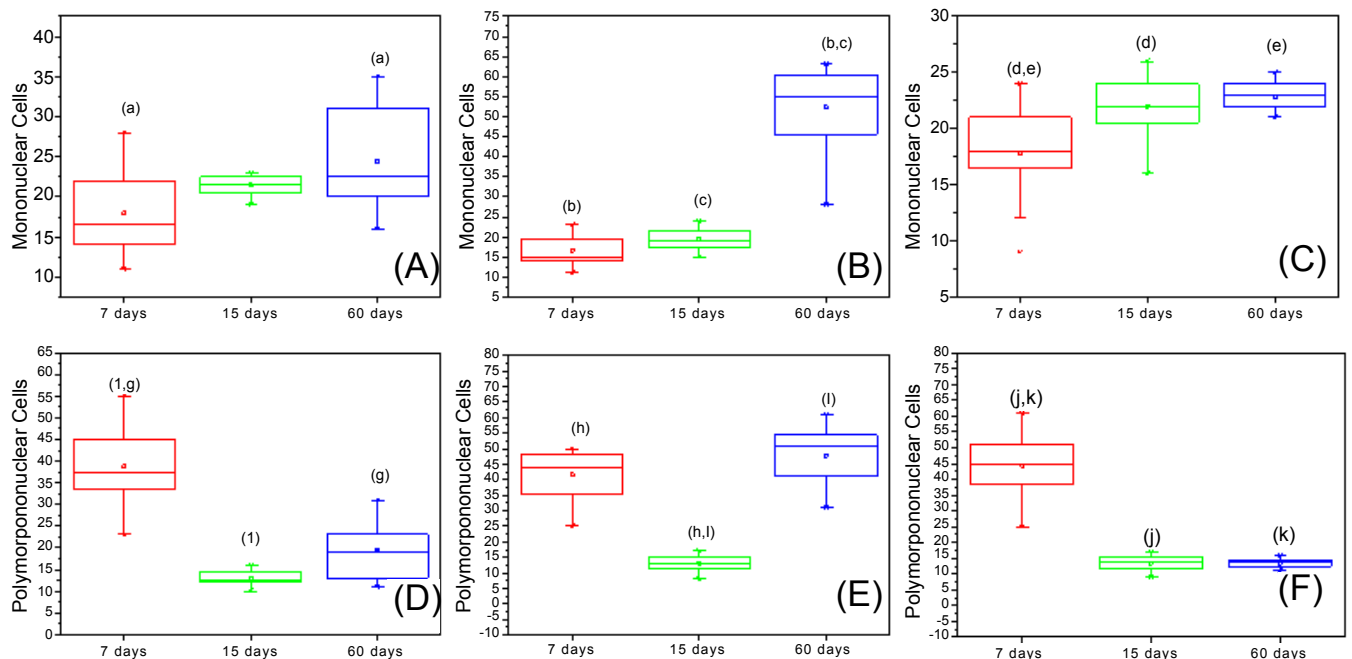 Mononuclear Cells
40
35
30
25
20
15
10
(a)
(a)
(A)
7 days 15 days 60 days
Mononuclear Cells
75
70
65
60
55
50
45
40
35
30
25
20
15
10
5
(b)
(c)
(b,c)
(B)
7 days 15 days 60 days
Mononuclear Cells
30
25
20
15
10
5
(d,e)
(d)
(e)
(C)
7 days 15 days 60 days
Polymorpononuclear Cells
65
60
55
50
45
40
35
30
25
20
15
10
5
0
(1,g)
(1)
(g)
(D)
7 days 15 days 60 days
Polymorpononuclear Cells
80
75
70
65
60
55
50
45
40
35
30
25
20
15
10
5
0
-5
-10
(h)
(h,I)
(I)
(E)
7 days 15 days 60 days
Polymorpononuclear Cells
80
75
70
65
60
55
50
45
40
35
30
25
20
15
10
5
0
-5
-10
(j,k)
(j)
(k)
(F)
7 days 15 days 60 days